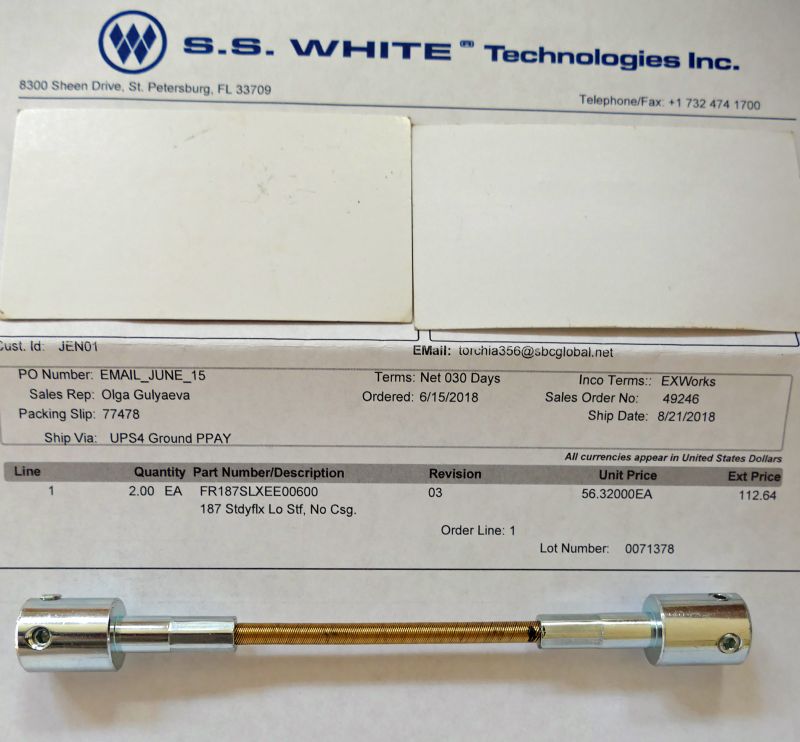 S.S. WHITE ® Technologies Inc.
8300 Sheen Drive, St. Petersburg, FL 33709
Telephone/Fax: +1 732 474 1700
Cust. Id: JEN01
EMail: torchia356@sbcglobal.net
PO Number: EMAIL_JUNE_15
Terms: Net 030 Days
Inco Terms:: EXWorks
Sales Rep: Olga Gulyaeva
Ordered: 6/15/2018
Sales Order No: 49246
Packing Slip: 77478
Ship Date: 8/21/2018
Ship Via: UPS4 Ground PPAY
All currencies appear in United States Dollars
Line Quantity Part Number/Description Revision Unit Price Ext Price
1 2.00 EA FR187SLXEE00600 03 56.32000EA 112.64
187 Stdyflx Lo Stf, No Csg.
Order Line: 1
Lot Number: 0071378